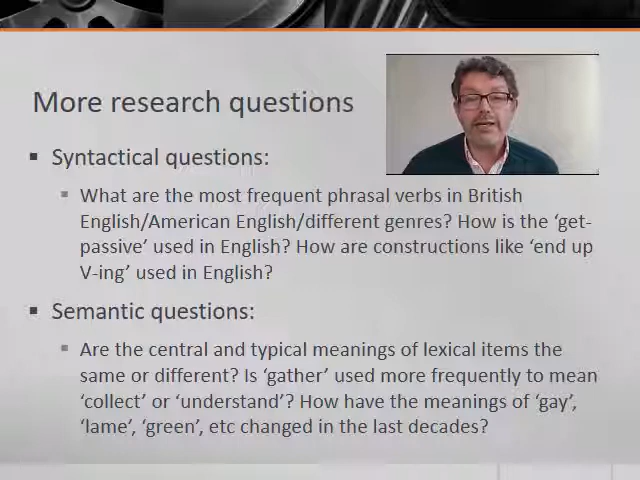 More research questions
Syntactical questions:
What are the most frequent phrasal verbs in British
English/American English/different genres? How is the ‘get-
passive’ used in English? How are constructions like ‘end up
V-ing’ used in English?
Semantic questions:
Are the central and typical meanings of lexical items the
same or different? Is ‘gather’ used more frequently to mean
‘collect’ or ‘understand’? How have the meanings of ‘gay’,
‘lame’, ‘green’, etc changed in the last decades?